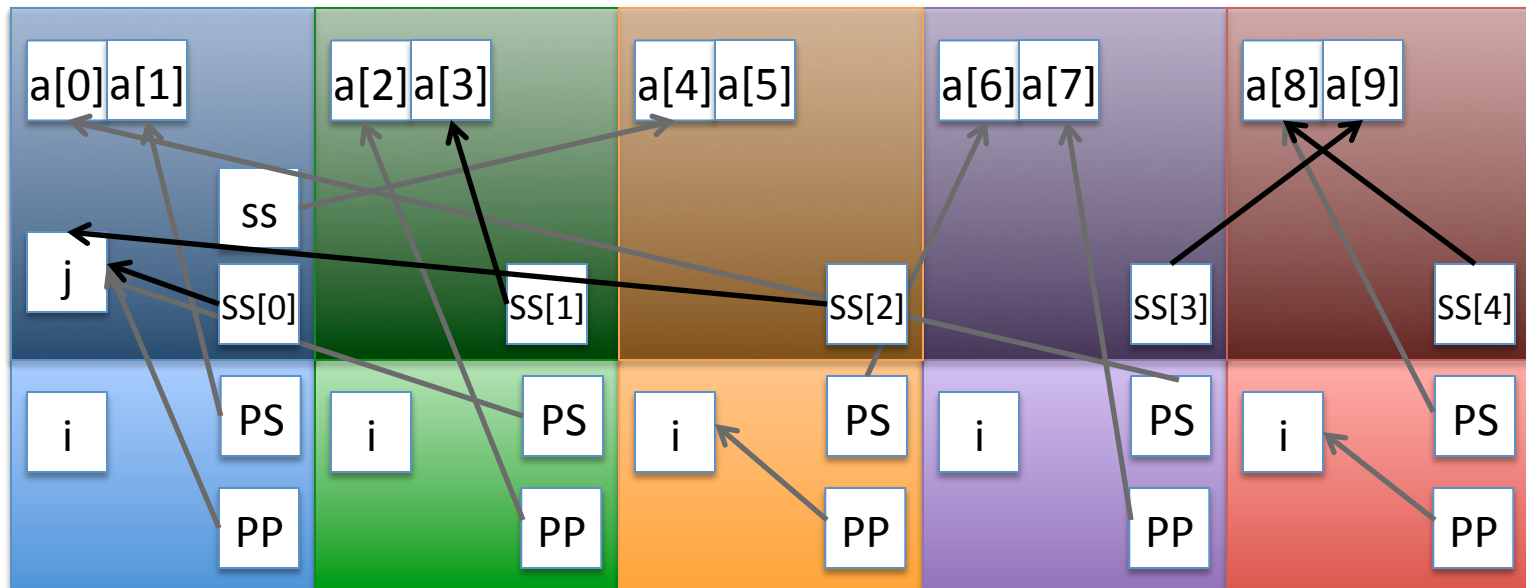 a[0] a[1] a[2] a[3] a[4] a[5] a[6] a[7] a[8] a[9]
ss
j
SS[0] SS[1] SS[2] SS[3] SS[4]
i PS i PS i PS i PS i PS
PP PP PP PP PP